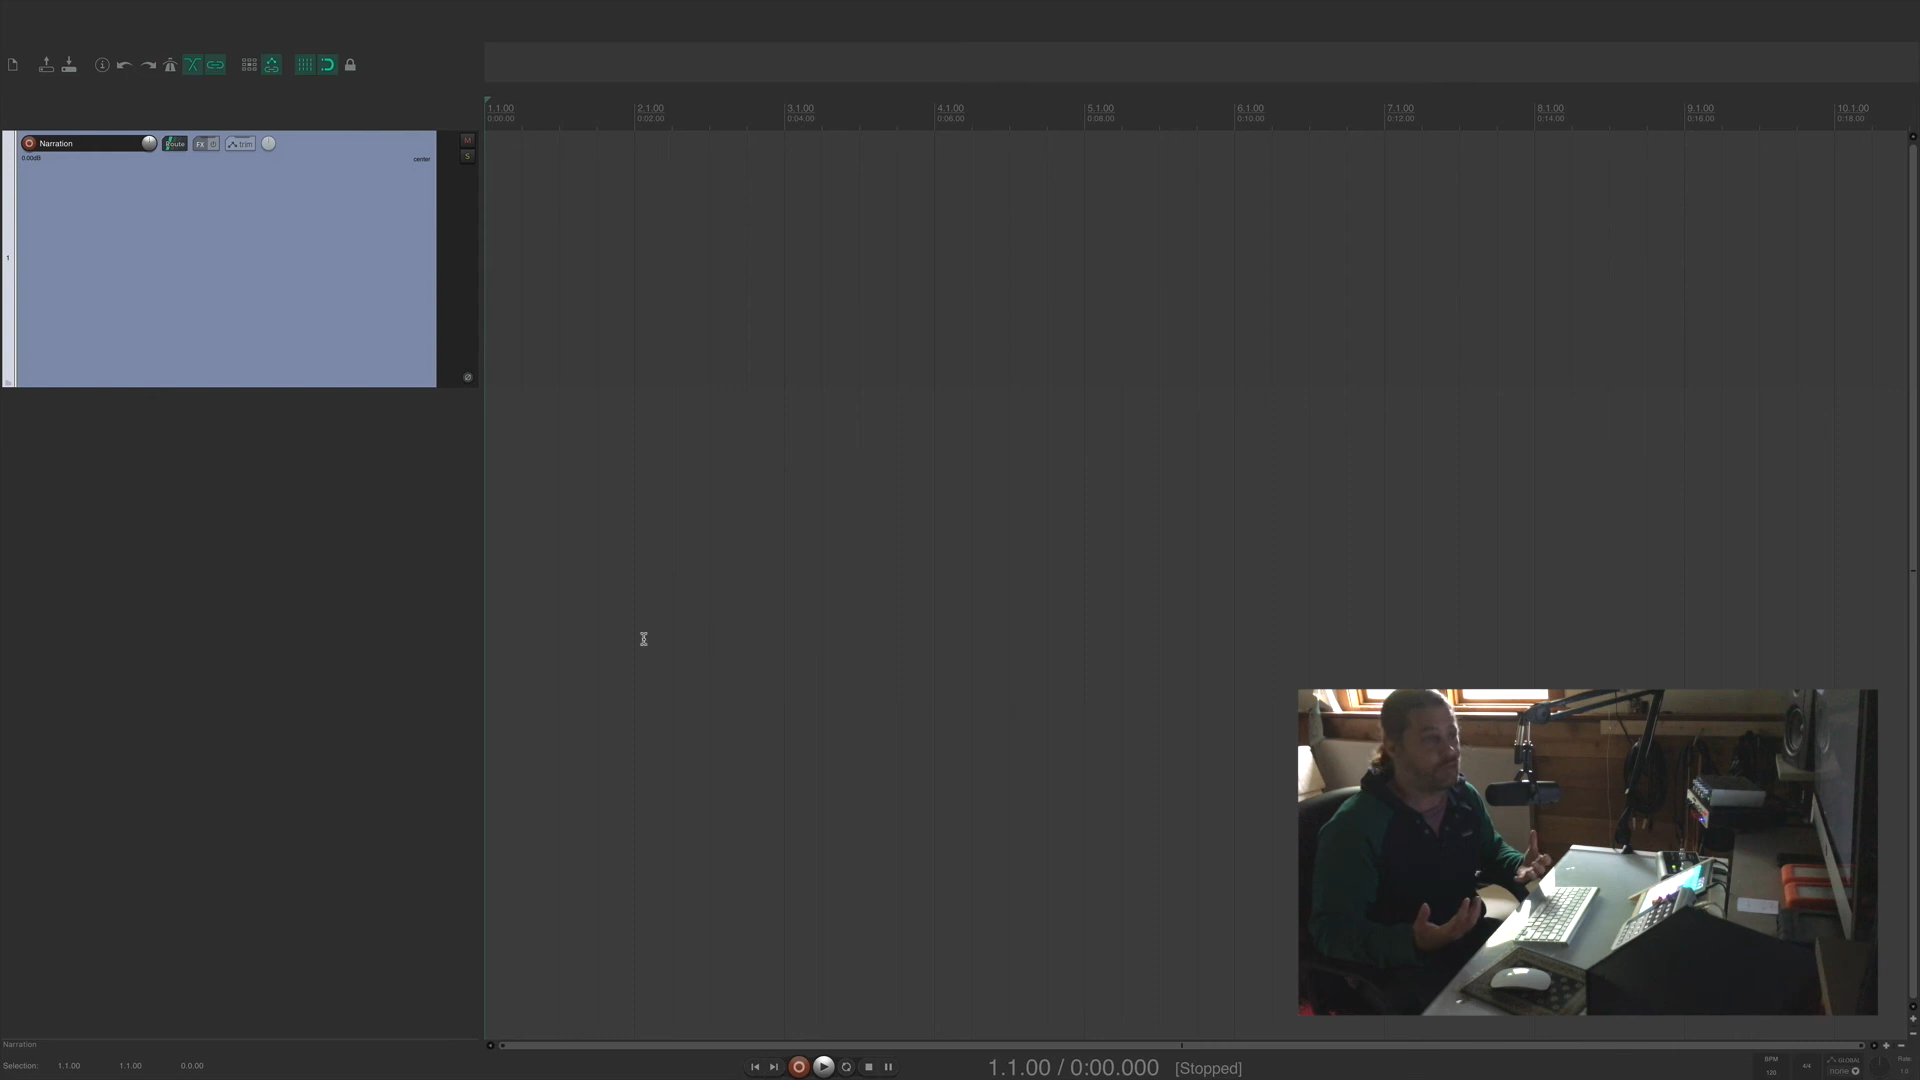 1.1.00 2.1.00 3.1.00 4.1.00 5.1.00 6.1.00 7.1.00 8.1.00 9.1.00 10.1.00
0:00.00 0:02.00 0:04.00 0:06.00 0:08.00 0:10.00 0:12.00 0:14.00 0:16.00 0:18.00
Narration route FX trim M
0.00dB center S
1
Narration
Selection: 1.1.00 1.1.00 0.0.00
1.1.00 / 0:00.000 [Stopped]
BPM
120
4/4
GLOBAL
none
Rate:
1.0